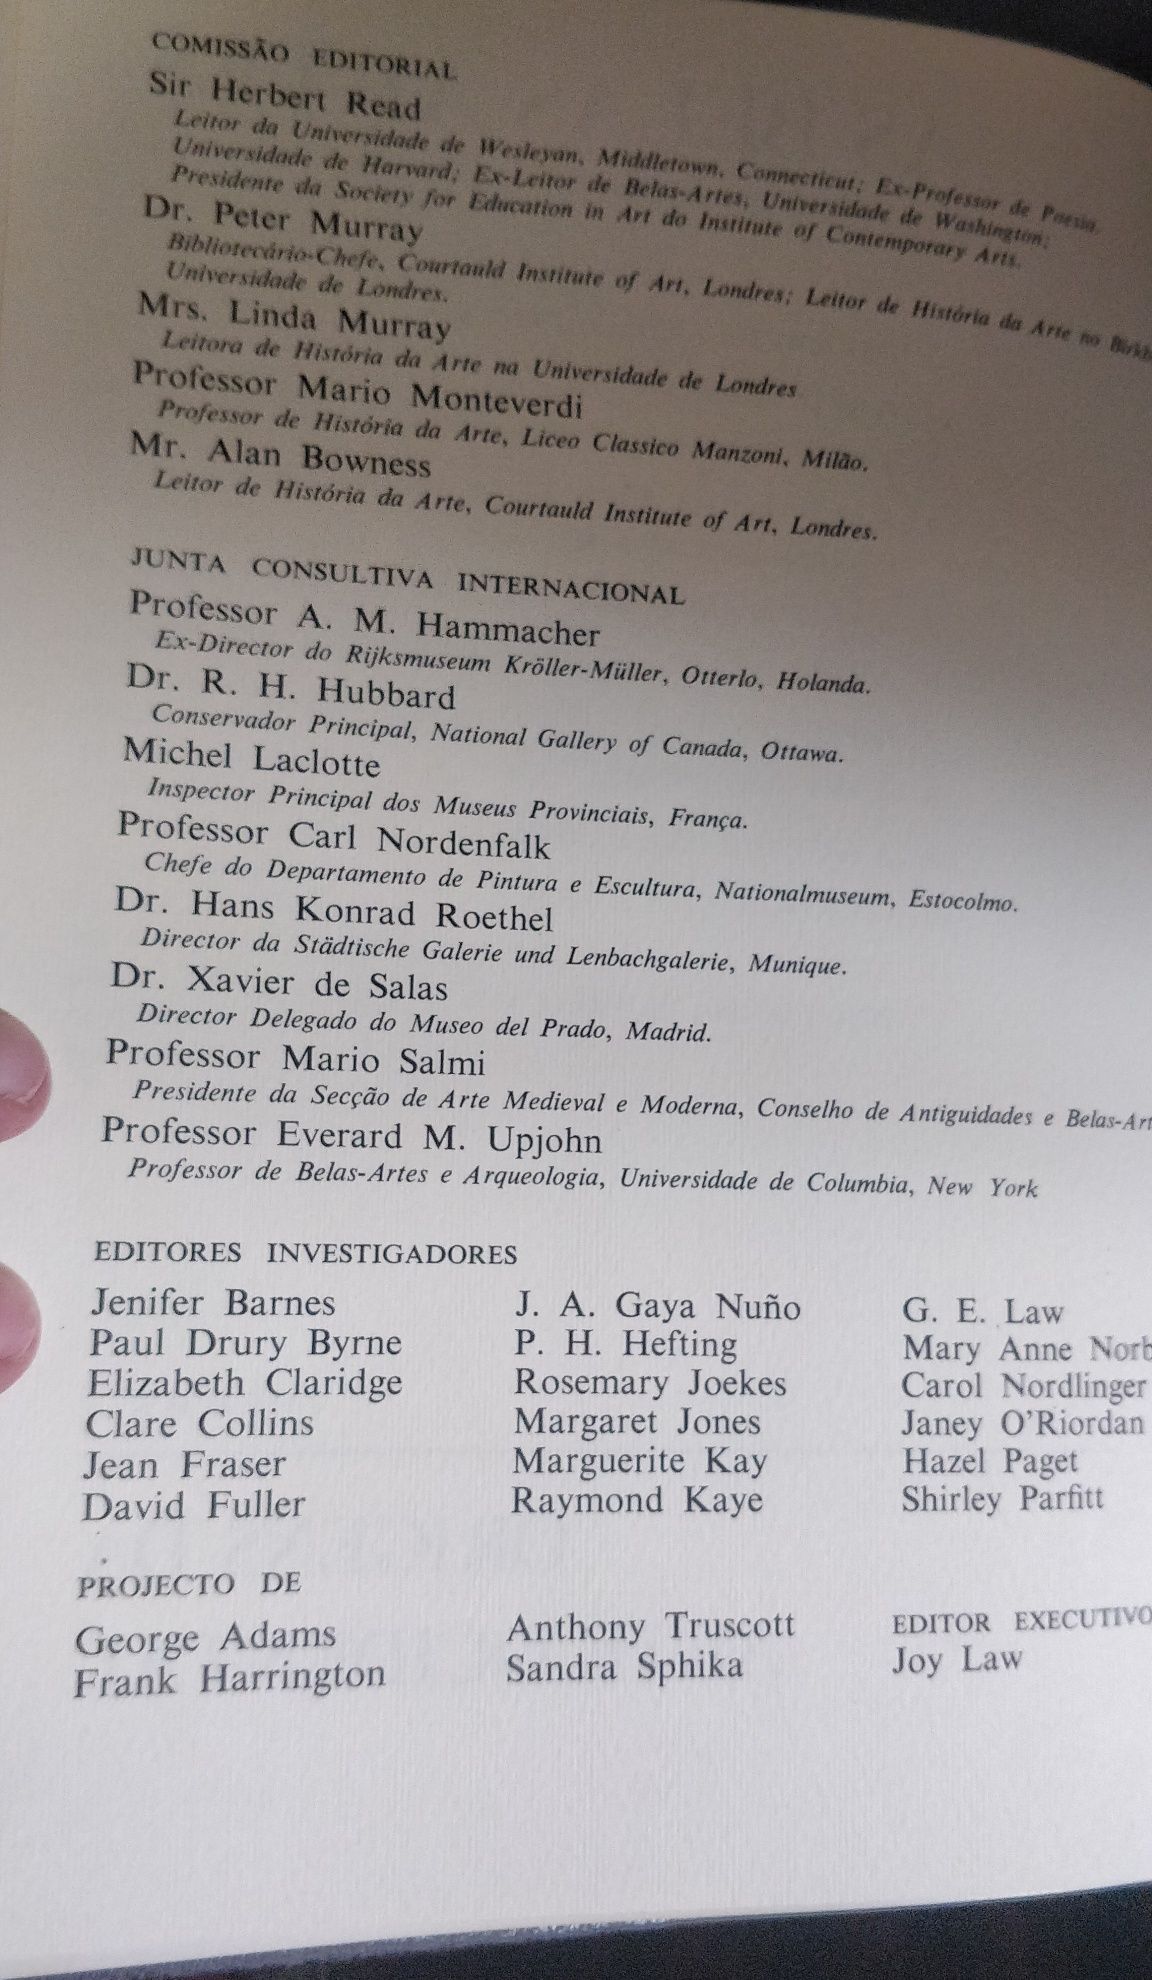 COMISSÃO EDITORIAL
Sir Herbert Read
Leitor da Universidade de Wesleyan, Middletown, Connecticut; Ex-Professor de Poesia,
Universidade de Harvard; Ex-Leitor de Belas-Artes, Universidade de Washington;
Presidente da Society for Education in Art do Institute of Contemporary Arts.
Dr. Peter Murray
Bibliotecário-Chefe, Courtauld Institute of Art, Londres; Leitor de História da Arte no
Universidade de Londres.
Mrs. Linda Murray
Leitora de História da Arte na Universidade de Londres
Professor Mario Monteverdi
Professor de História da Arte, Liceo Classico Manzoni, Milão.
Mr. Alan Bowness
Leitor de História da Arte, Courtauld Institute of Art, Londres.
JUNTA CONSULTIVA INTERNACIONAL
Professor A. M. Hammacher
Ex-Director do Rijksmuseum Kröller-Müller, Otterlo, Holanda.
Dr. R. H. Hubbard
Conservador Principal, National Gallery of Canada, Ottawa.
Michel Laclotte
Inspector Principal dos Museus Provinciais, França.
Professor Carl Nordenfalk
Chefe do Departamento de Pintura e Escultura, Nationalmuseum, Estocolmo.
Dr. Hans Konrad Roethel
Director da Städtische Galerie und Lenbachgalerie, Munique.
Dr. Xavier de Salas
Director Delegado do Museo del Prado, Madrid.
Professor Mario Salmi
Presidente da Secção de Arte Medieval e Moderna, Conselho de Antiguidades e Belas-Art
Professor Everard M. Upjohn
Professor de Belas-Artes e Arqueologia, Universidade de Columbia, New York
EDITORES INVESTIGADORES
Jenifer Barnes
Paul Drury Byrne
Elizabeth Claridge
Clare Collins
Jean Fraser
David Fuller
J. A. Gaya Nuño
P. H. Hefting
Rosemary Joekes
Margaret Jones
Marguerite Kay
Raymond Kaye
G. E. Law
Mary Anne Norb
Carol Nordlinger
Janey O'Riordan
Hazel Paget
Shirley Parfitt
PROJECTO DE
George Adams
Frank Harrington
Anthony Truscott
Sandra Sphika
EDITOR EXECUTIVO
Joy Law